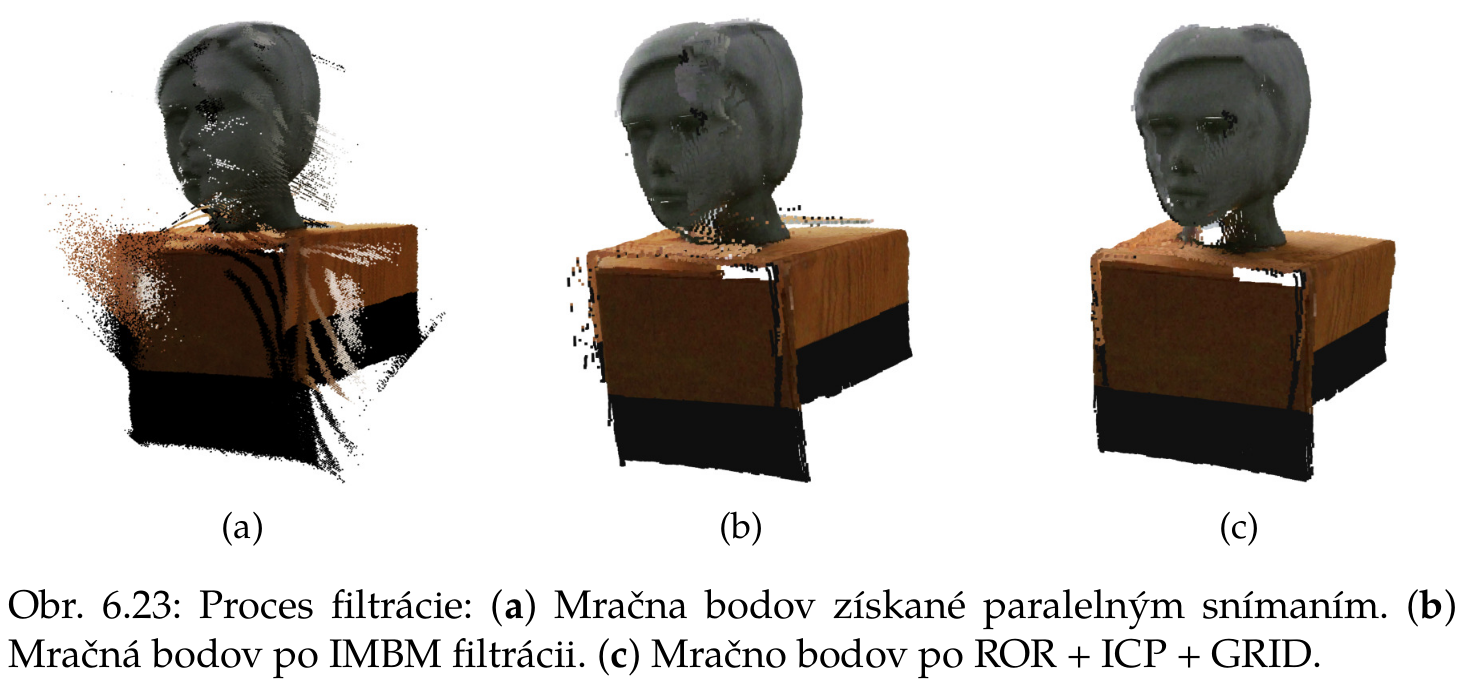 (a)
(b)
(c)
Obr. 6.23: Proces filtrácie: (a) Mračna bodov získané paralelným snímaním. (b)
Mračná bodov po IMBM filtrácii. (c) Mračno bodov po ROR + ICP + GRID.